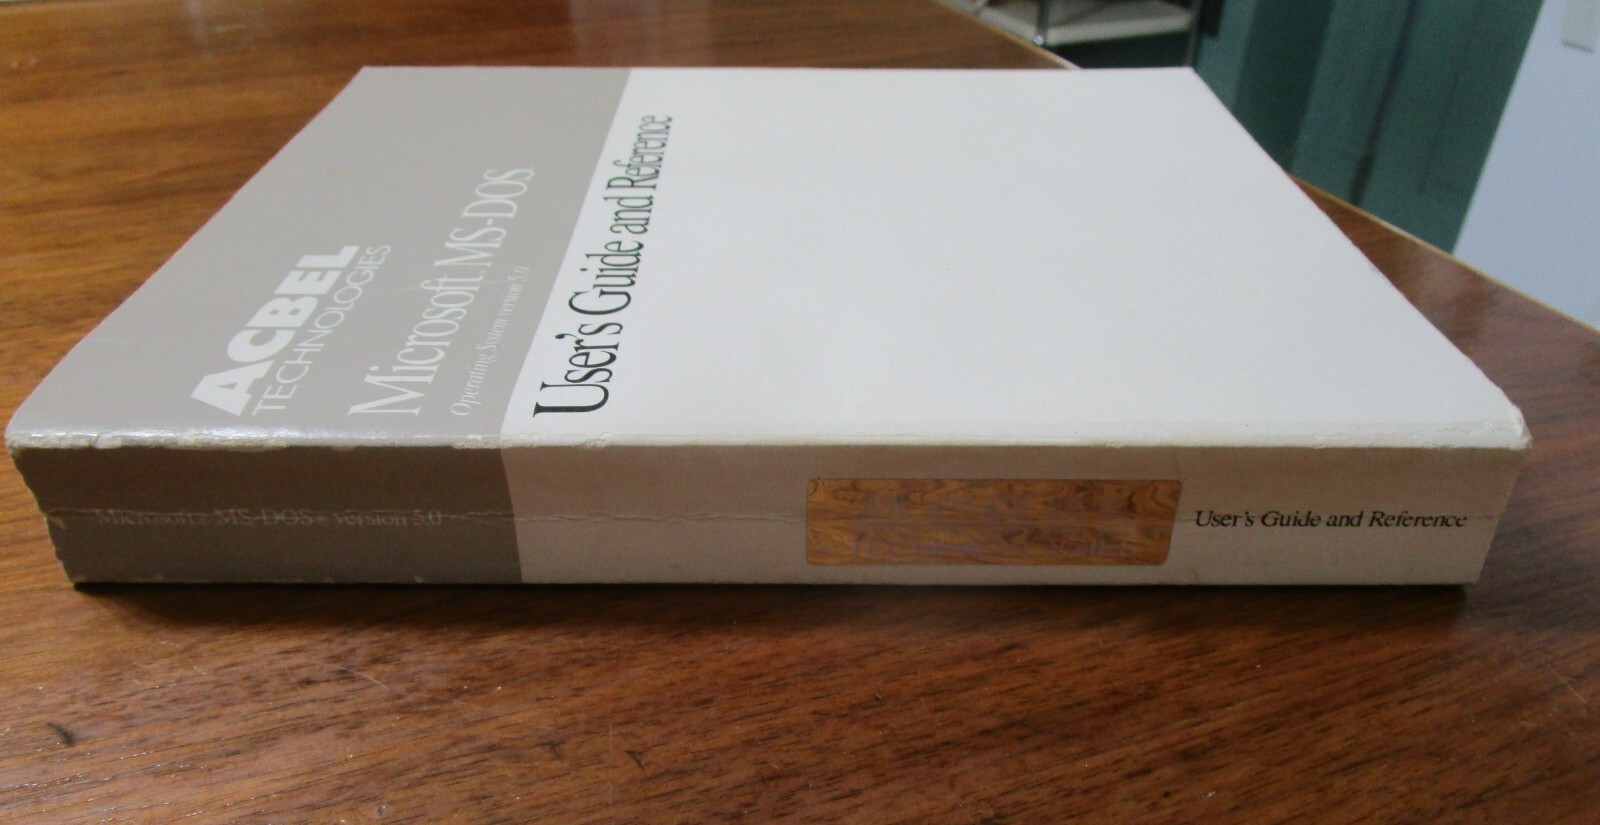 ACBEL
TECHNOLOGIES
Microsoft® MS-DOS®
Operating System version 5.0
User's Guide and Reference
Microsoft® MS-DOS® version 5.0
User's Guide and Reference